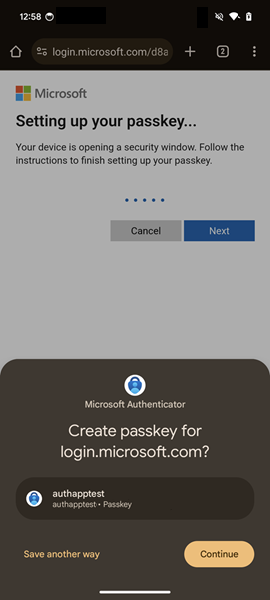 12:58
login.microsoft.com/d8a
2
Microsoft
Setting up your passkey...
Your device is opening a security window. Follow the
instructions to finish setting up your passkey.
Cancel
Next
Microsoft Authenticator
Create passkey for
login.microsoft.com?
authapptest
authapptest • Passkey
Save another way
Continue